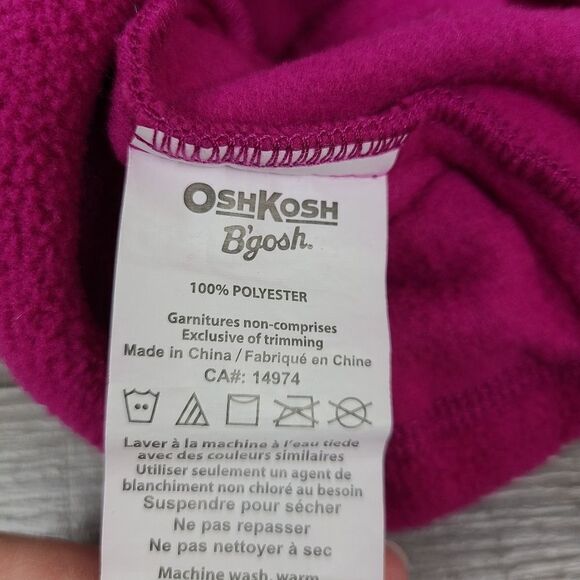 OSHKOSH
B'gosh.
100% POLYESTER
Garnitures non-comprises
Exclusive of trimming
Made in China / Fabriqué en Chine
CA#: 14974
Laver à la machine à l'eau tiede
avec des couleurs similaires
Utiliser seulement un agent de
blanchiment non chloré au besoin
Suspendre pour sécher
Ne pas repasser
Ne pas nettoyer à sec
Machine wash, warm